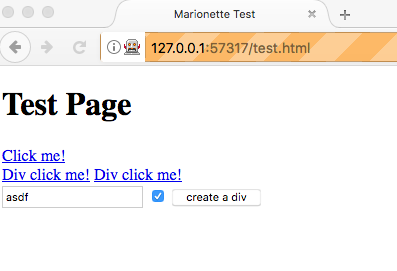 Marionette Test
127.0.0.1:57317/test.html
Test Page
Click me!
Div click me! Div click me!
asdf create a div